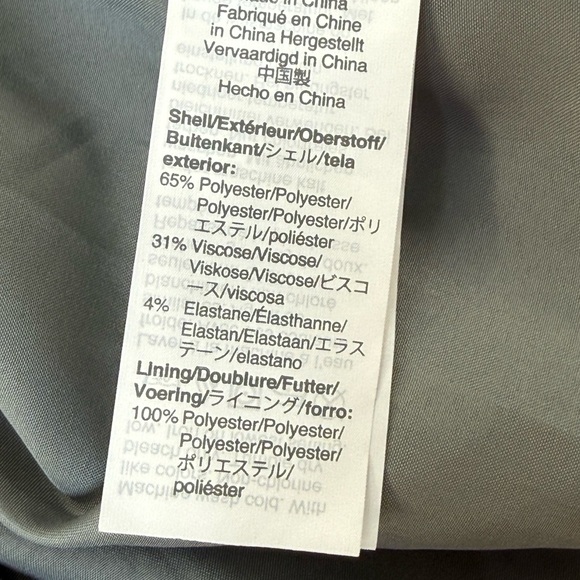 Made in China
Fabriqué en Chine
in China Hergestellt
Vervaardigd in China
中国製
Hecho en China
Shell/Extérieur/Oberstoff/
Buitenkant/シェル/tela
exterior:
65% Polyester/Polyester/
Polyester/Polyester/ポリ
エステル/poliéster
31% Viscose/Viscose/
Viskose/Viscose/ビスコ
ース/viscosa
4% Elastane/Élasthanne/
Elastan/Elastaan/エラス
テーン/elastano
Lining/Doublure/Futter/
Voering/ライニング/forro:
100% Polyester/Polyester/
Polyester/Polyester/
ポリエステル/
poliéster